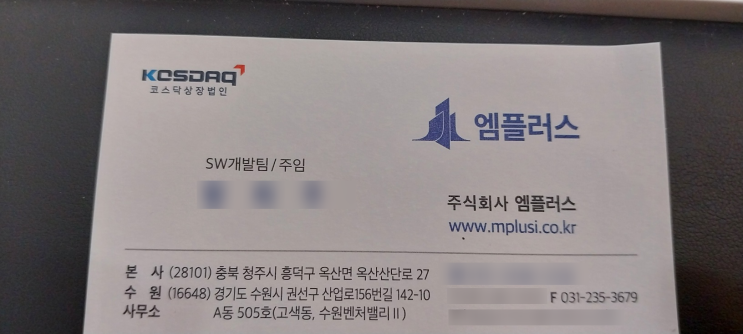 KOSDAQ
코스닥상장법인
엠플러스
SW개발팀/주임
주식회사 엠플러스
www.mplusi.co.kr
본 사 (28101) 충북 청주시 흥덕구 옥산면 옥산산단로 27
수 원 (16648) 경기도 수원시 권선구 산업로156번길 142-10
F 031-235-3679
사무소 A동 505호(고색동, 수원벤처밸리Ⅱ)